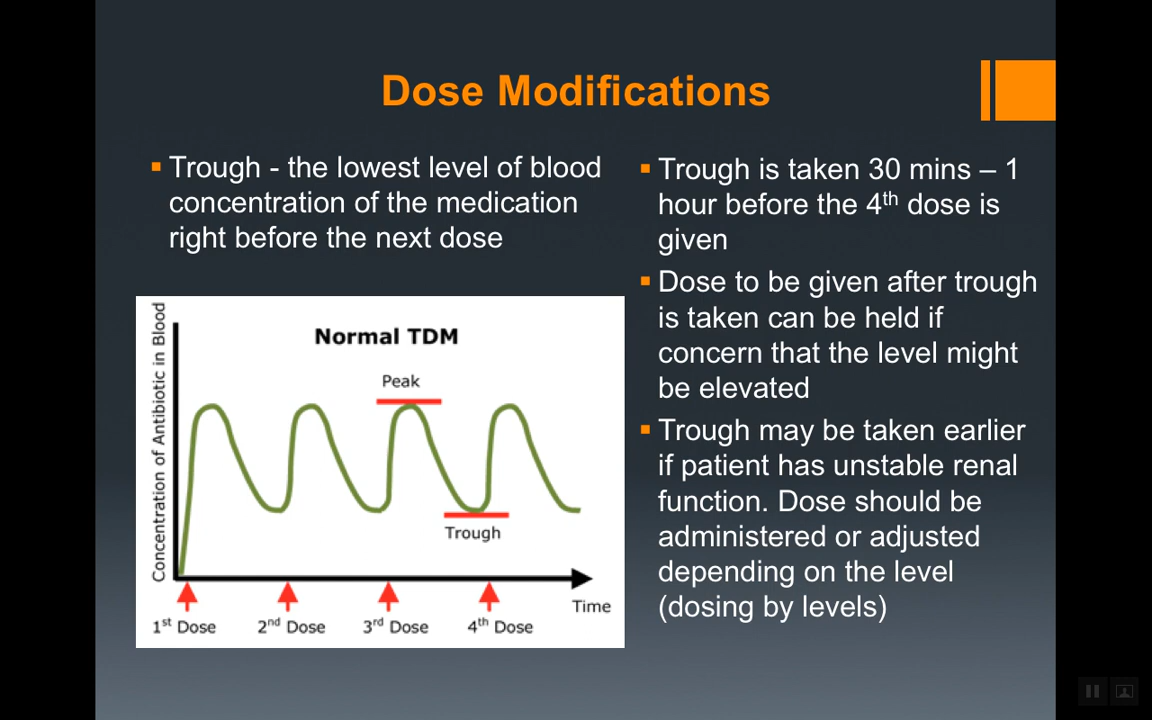 Dose Modifications
▪ Trough - the lowest level of blood
concentration of the medication
right before the next dose
Concentration of Antibiotic in Blood
Normal TDM
Peak
Trough
Time
1st Dose
2nd Dose
3rd Dose
4th Dose
▪ Trough is taken 30 mins – 1
hour before the 4th dose is
given
▪ Dose to be given after trough
is taken can be held if
concern that the level might
be elevated
▪ Trough may be taken earlier
if patient has unstable renal
function. Dose should be
administered or adjusted
depending on the level
(dosing by levels)